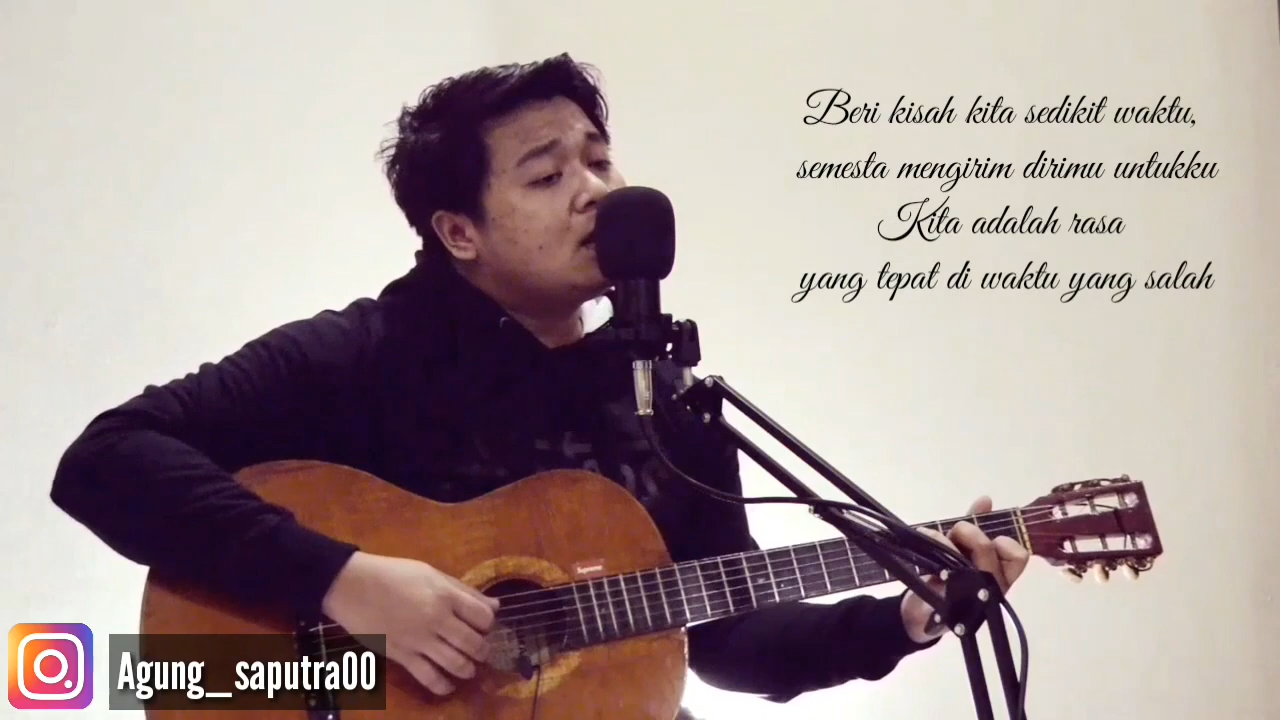 Beri kisah kita sedikit waktu,
semesta mengirim dirimu untukku
Kita adalah rasa
yang tepat di waktu yang salah
Supreme
Agung_saputra00